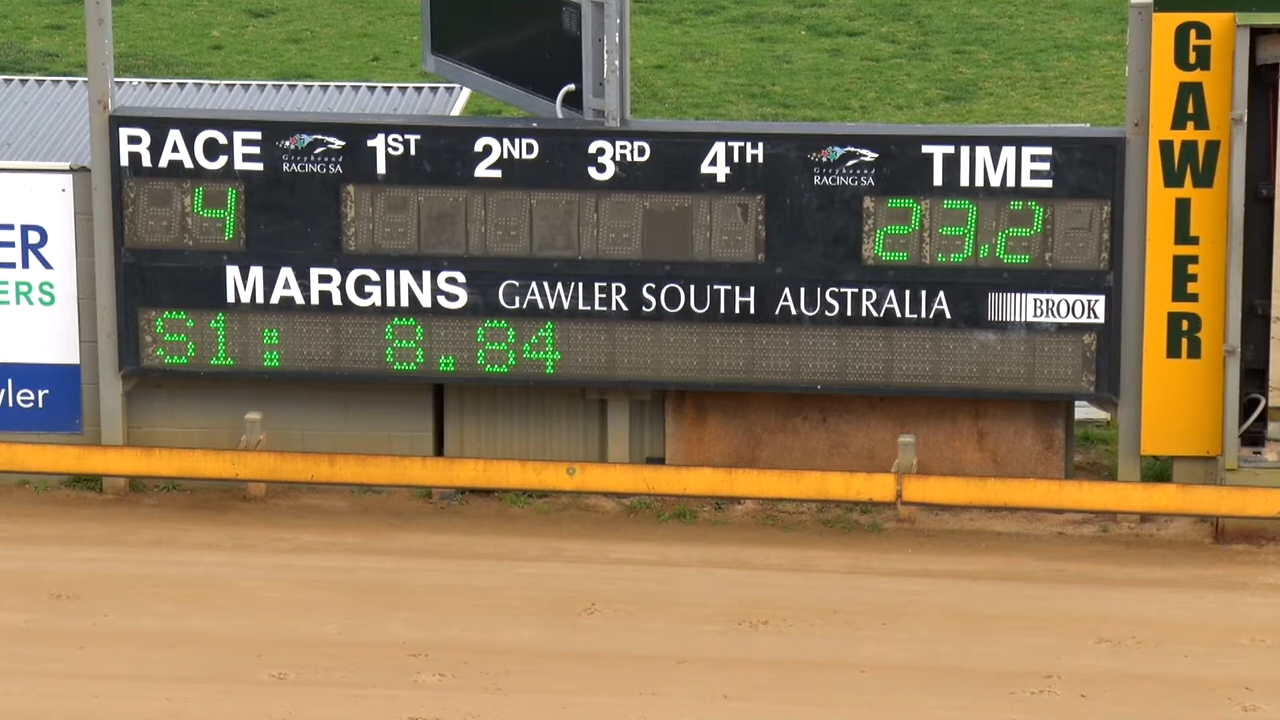 RACE Greyhound RACING SA 1ST 2ND 3RD 4TH Greyhound RACING SA TIME
4 23.2
MARGINS GAWLER SOUTH AUSTRALIA BROOK
S1: 8.84
GAWLER
ER
ERS
ler